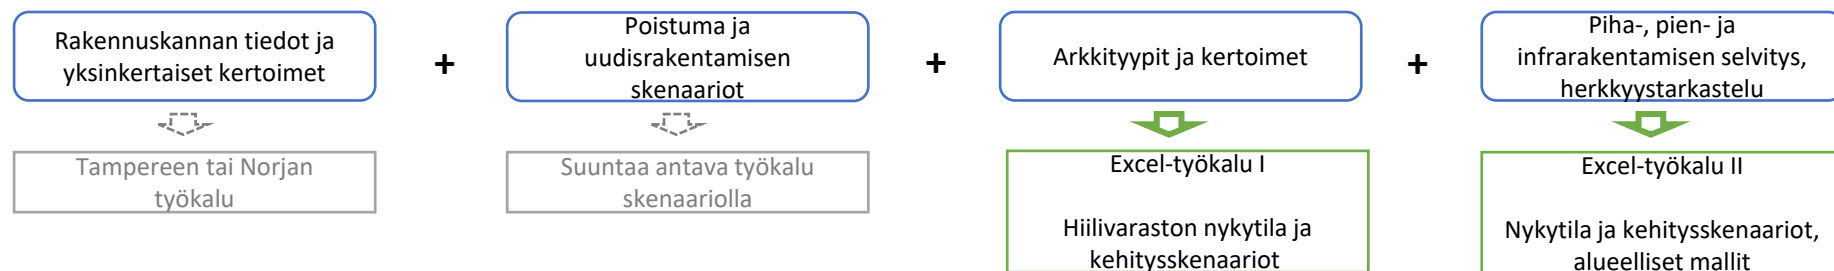 Rakennuskannan tiedot ja
yksinkertaiset kertoimet
+
Poistuma ja
uudisrakentamisen
skenaariot
+
Arkkityypit ja kertoimet
+
Piha-, pien- ja
infrarakentamisen selvitys,
herkkyystarkastelu
Tampereen tai Norjan
työkalu
Suuntaa antava työkalu
skenaariolla
Excel-työkalu I
Hiilivaraston nykytila ja
kehitysskenaariot
Excel-työkalu II
Nykytila ja kehitysskenaariot,
alueelliset mallit